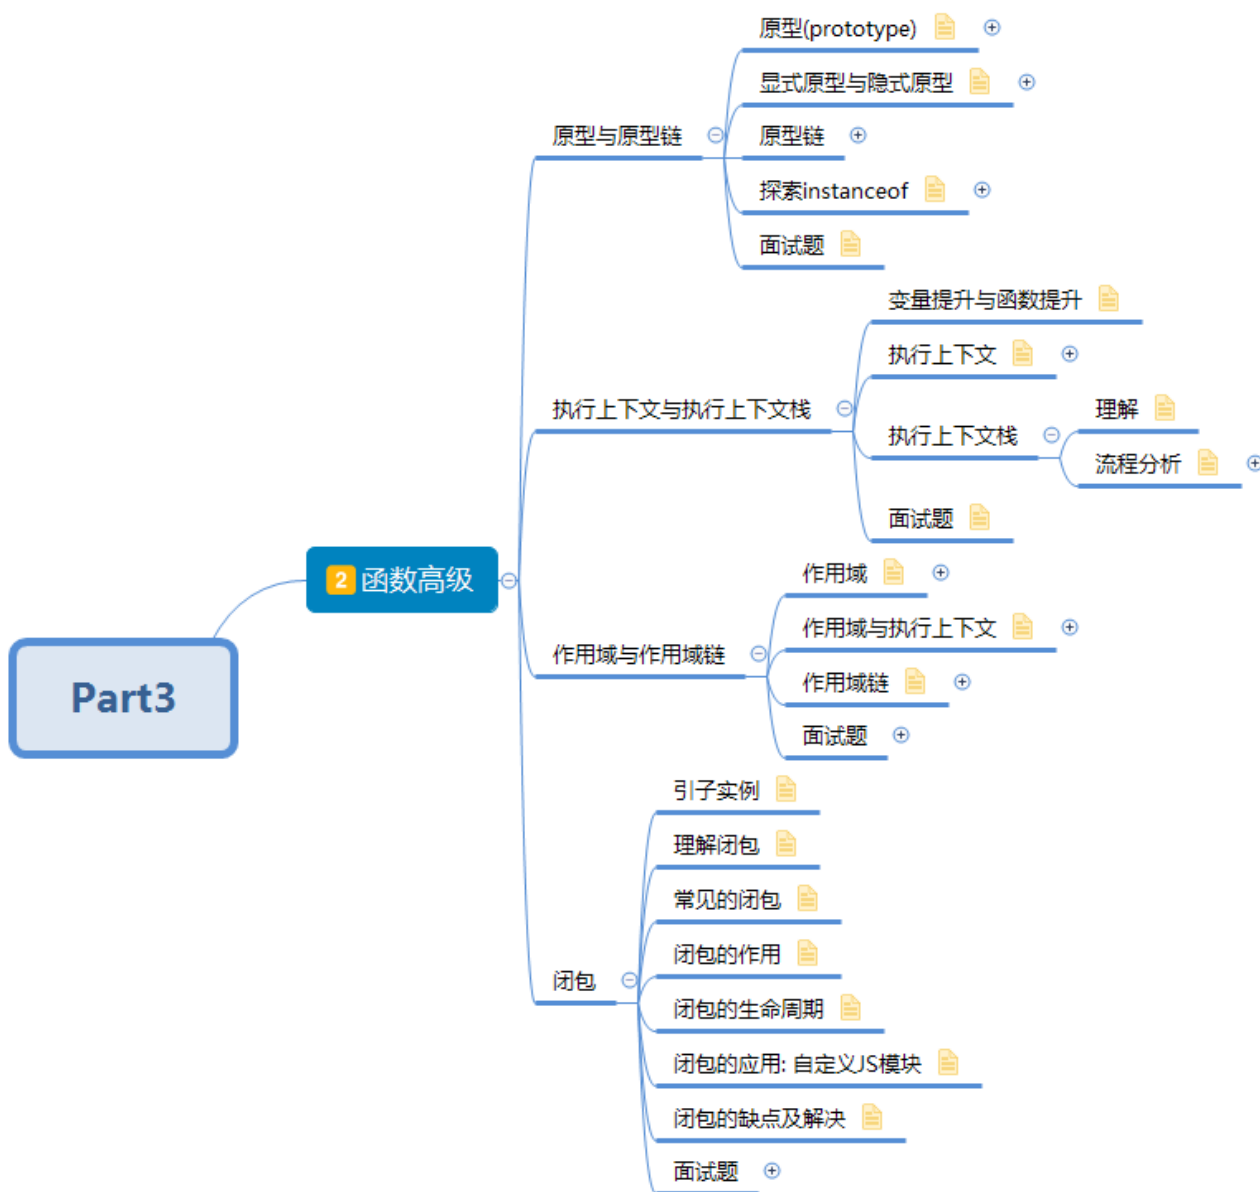 Part3
2 函数高级
原型与原型链
原型(prototype)
显式原型与隐式原型
原型链
探索instanceof
面试题
执行上下文与执行上下文栈
变量提升与函数提升
执行上下文
执行上下文栈
理解
流程分析
面试题
作用域与作用域链
作用域
作用域与执行上下文
作用域链
面试题
闭包
引子实例
理解闭包
常见的闭包
闭包的作用
闭包的生命周期
闭包的应用: 自定义JS模块
闭包的缺点及解决
面试题